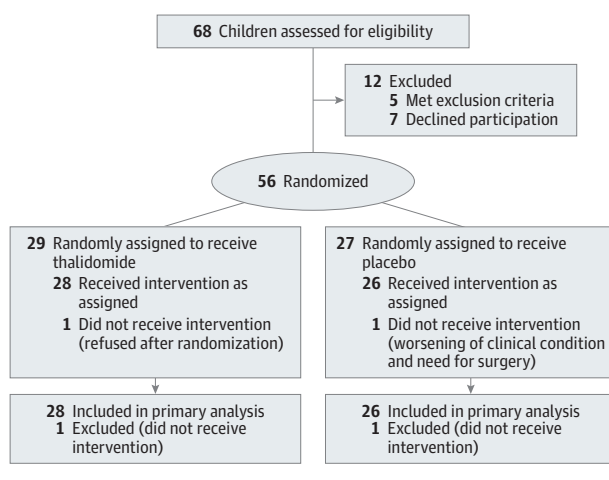 68 Children assessed for eligibility
12 Excluded
5 Met exclusion criteria
7 Declined participation
56 Randomized
29 Randomly assigned to receive
thalidomide
28 Received intervention as
assigned
1 Did not receive intervention
(refused after randomization)
27 Randomly assigned to receive
placebo
26 Received intervention as
assigned
1 Did not receive intervention
(worsening of clinical condition
and need for surgery)
28 Included in primary analysis
1 Excluded (did not receive
intervention)
26 Included in primary analysis
1 Excluded (did not receive
intervention)